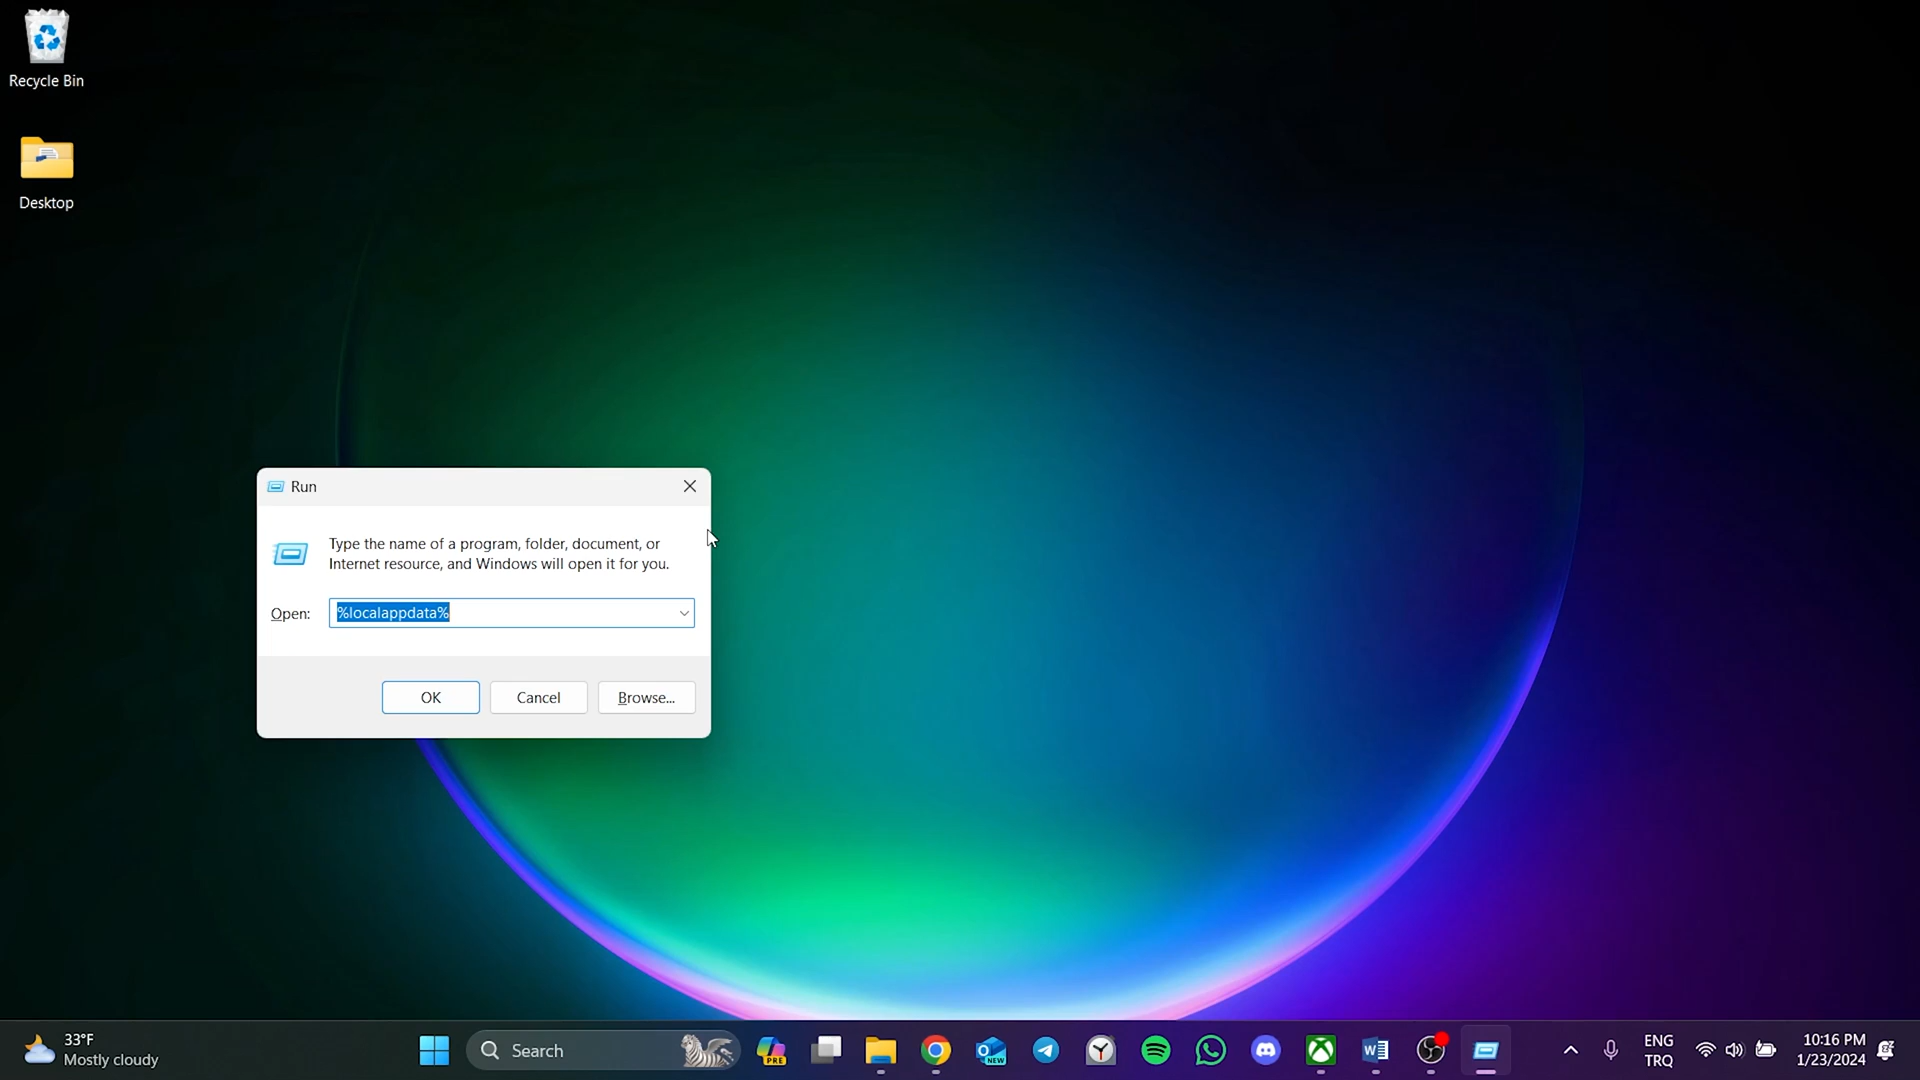 Recycle Bin
Desktop
Run
Type the name of a program, folder, document, or
Internet resource, and Windows will open it for you.
Open:
%localappdata%
OK
Cancel
Browse...
33°F
Mostly cloudy
Search
PRE
NEW
ENG
TRQ
10:16 PM
1/23/2024